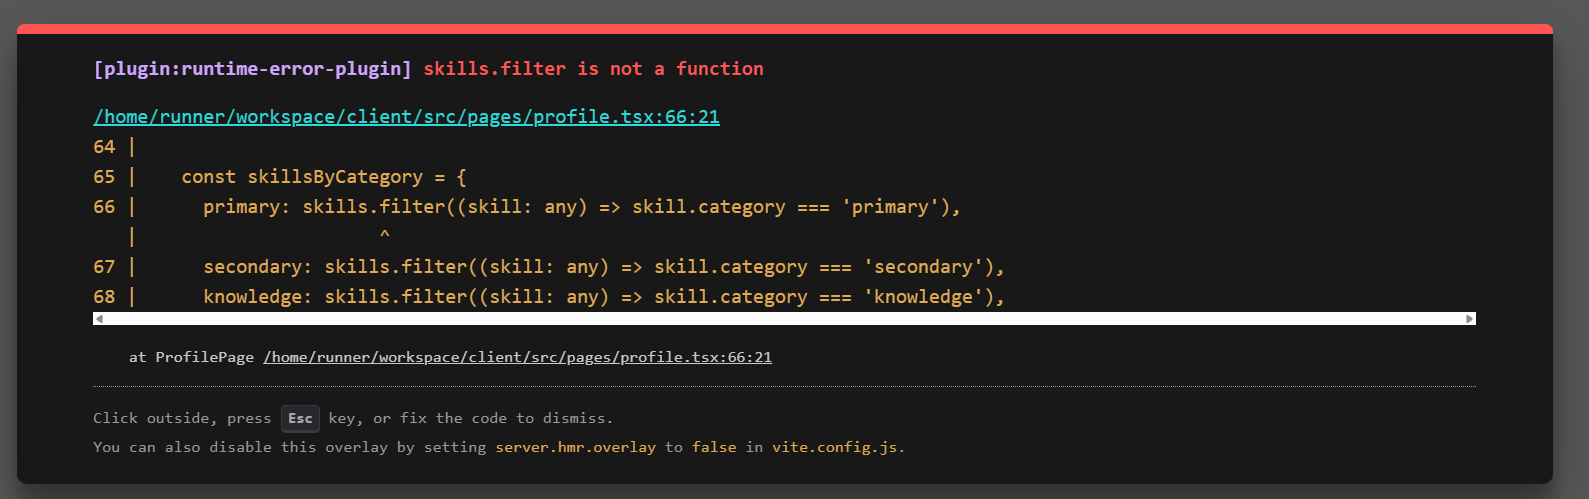 [plugin:runtime-error-plugin] skills.filter is not a function
/home/runner/workspace/client/src/pages/profile.tsx:66:21
64 |
65 |    const skillsByCategory = {
66 |      primary: skills.filter((skill: any) => skill.category === 'primary'),
   |                      ^
67 |      secondary: skills.filter((skill: any) => skill.category === 'secondary'),
68 |      knowledge: skills.filter((skill: any) => skill.category === 'knowledge'),
at ProfilePage /home/runner/workspace/client/src/pages/profile.tsx:66:21
Click outside, press Esc key, or fix the code to dismiss.
You can also disable this overlay by setting server.hmr.overlay to false in vite.config.js.